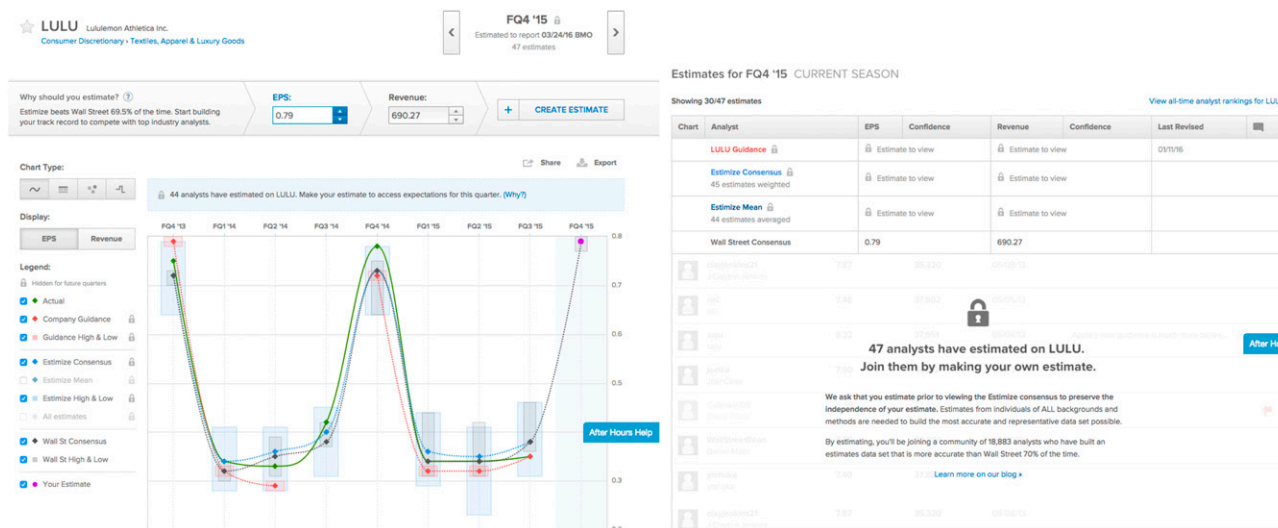 LULU Lululemon Athletica Inc.
Consumer Discretionary › Textiles, Apparel & Luxury Goods
FQ4 '15
Estimated to report 03/24/16 BMO
47 estimates
Why should you estimate? (?)
Estimize beats Wall Street 69.5% of the time. Start building
your track record to compete with top industry analysts.
EPS:
0.79
Revenue:
690.27
+ CREATE ESTIMATE
Chart Type:
Share Export
44 analysts have estimated on LULU. Make your estimate to access expectations for this quarter. (Why?)
Display:
EPS Revenue
Legend:
Hidden for future quarters
Actual
Company Guidance
Guidance High & Low
Estimize Consensus
Estimize Mean
Estimize High & Low
All estimates
Wall St Consensus
Wall St High & Low
Your Estimate
FQ4 '13 FQ1 '14 FQ2 '14 FQ3 '14 FQ4 '14 FQ1 '15 FQ2 '15 FQ3 '15 FQ4 '15
0.8
0.7
0.6
0.5
0.3
After Hours Help
Estimates for FQ4 '15 CURRENT SEASON
Showing 30/47 estimates
View all-time analyst rankings for LUL
Chart Analyst EPS Confidence Revenue Confidence Last Revised
LULU Guidance Estimate to view Estimate to view 01/11/16
Estimize Consensus Estimate to view Estimate to view
45 estimates weighted
Estimize Mean Estimate to view Estimate to view
44 estimates averaged
Wall Street Consensus 0.79 690.27
47 analysts have estimated on LULU.
Join them by making your own estimate.
After H
We ask that you estimate prior to viewing the Estimize consensus to preserve the
independence of your estimate. Estimates from individuals of ALL backgrounds and
methods are needed to build the most accurate and representative data set possible.
By estimating, you'll be joining a community of 18,883 analysts who have built an
estimates data set that is more accurate than Wall Street 70% of the time.
Learn more on our blog »